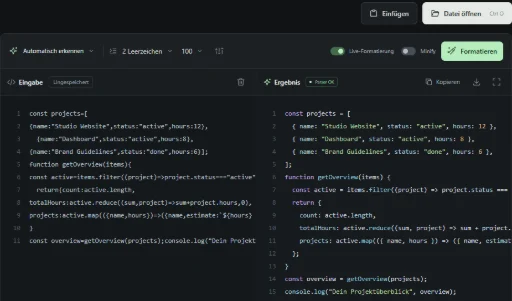 Einfügen
Datei öffnen
Automatisch erkennen
2 Leerzeichen
100
Live-Formatierung
Minify
Formatieren
Eingabe
Ungespeichert
1 const projects=[
2 {name:"Studio Website",status:"active",hours:12},
3 {name:"Dashboard",status:"active",hours:8},
4 {name:"Brand Guidelines",status:"done",hours:6}];
5 function getOverview(items){
6 const active=items.filter((project)=>project.status==="active"
7 return{count:active.length,
8 totalHours:active.reduce((sum,project)=>sum+project.hours,0),
9 projects:active.map(({name,hours})=>({name,estimate:`${hours}
10 }
11 const overview=getOverview(projects);console.log("Dein Projekt
Ergebnis
Parser OK
Kopieren
1 const projects = [
2 { name: "Studio Website", status: "active", hours: 12 },
3 { name: "Dashboard", status: "active", hours: 8 },
4 { name: "Brand Guidelines", status: "done", hours: 6 },
5 ];
6 function getOverview(items) {
7 const active = items.filter((project) => project.status ===
8 return {
9 count: active.length,
10 totalHours: active.reduce((sum, project) => sum + project.
11 projects: active.map(({ name, hours }) => ({ name, estimat
12 };
13 }
14 const overview = getOverview(projects);
15 console.log("Dein Projektüberblick", overview);